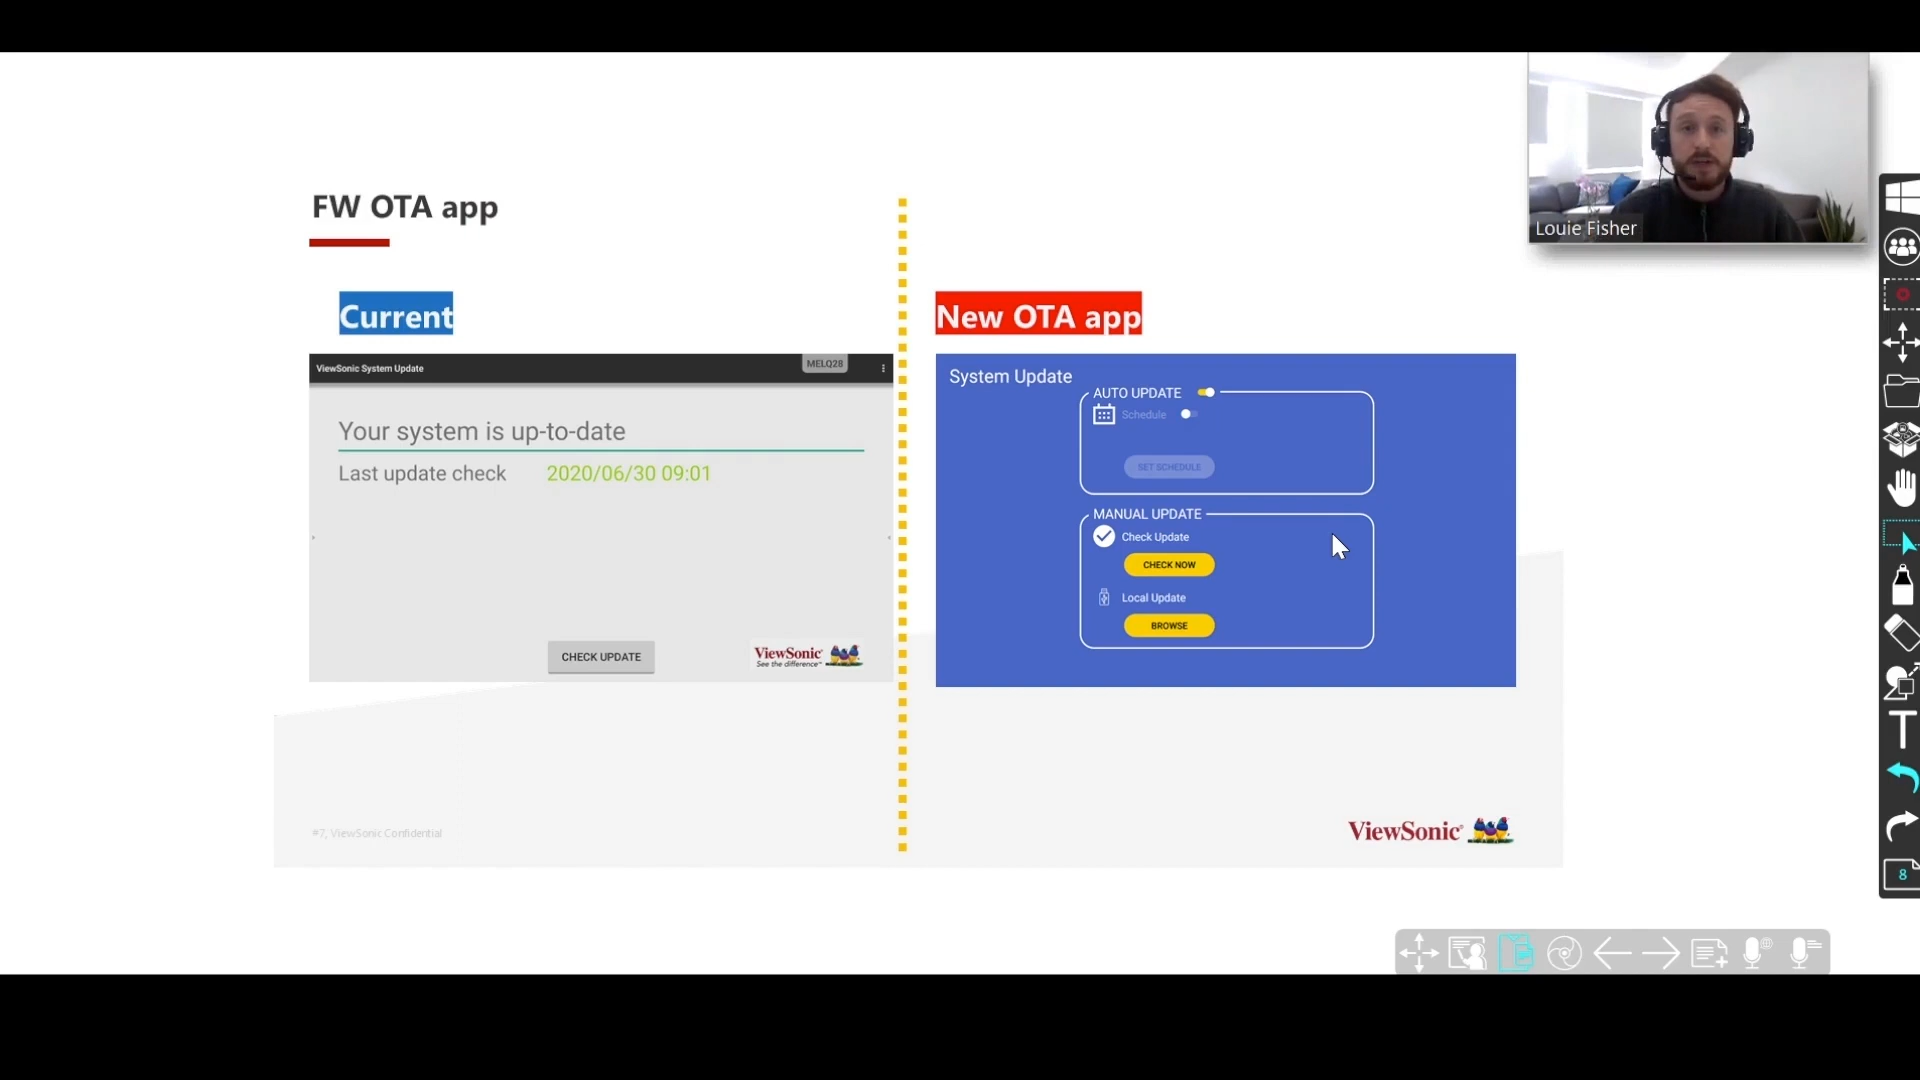 Louie Fisher
FW OTA app
Current
ViewSonic System Update
MELQ28
Your system is up-to-date
Last update check 2020/06/30 09:01
CHECK UPDATE
ViewSonic
See the difference™
New OTA app
System Update
AUTO UPDATE
Schedule
SET SCHEDULE
MANUAL UPDATE
Check Update
CHECK NOW
Local Update
BROWSE
#7, ViewSonic Confidential
ViewSonic
T
8